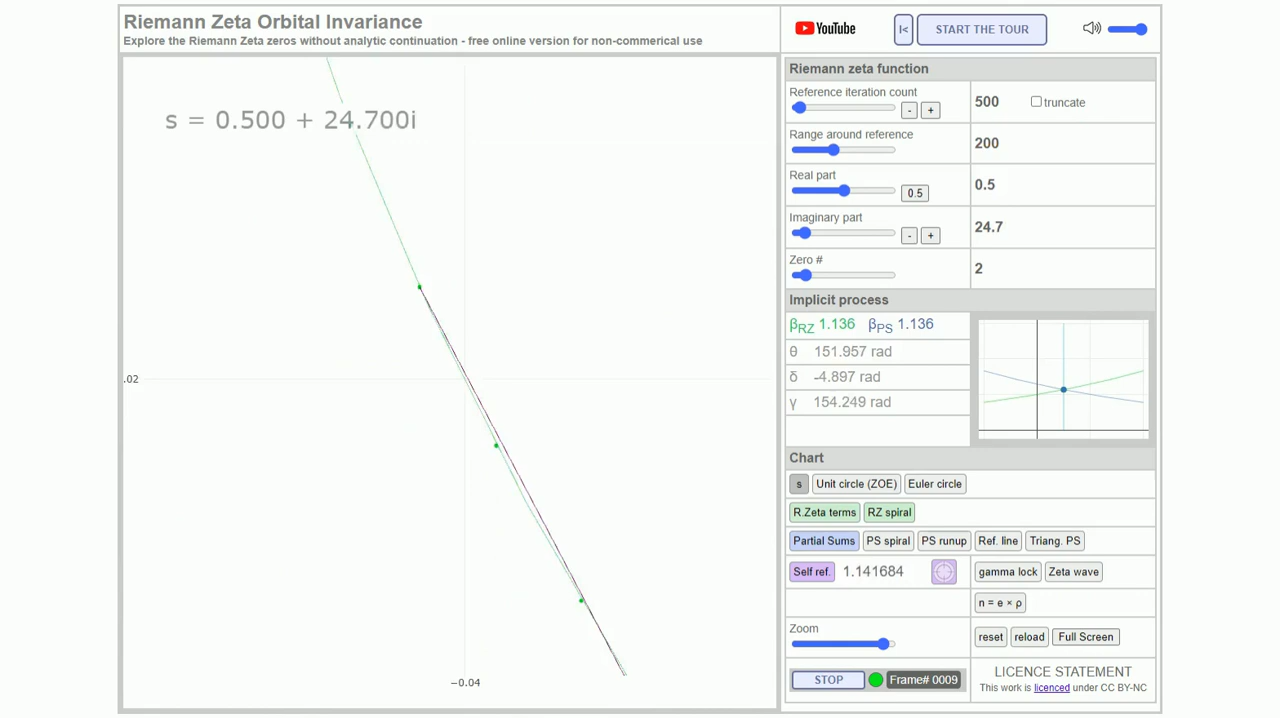 Riemann Zeta Orbital Invariance
Explore the Riemann Zeta zeros without analytic continuation - free online version for non-commerical use
YouTube
|<
START THE TOUR
s = 0.500 + 24.700i
.02
−0.04
Riemann zeta function
Reference iteration count
- +
500
truncate
Range around reference
200
Real part
0.5
0.5
Imaginary part
- +
24.7
Zero #
2
Implicit process
βRZ 1.136 βPS 1.136
θ 151.957 rad
δ -4.897 rad
γ 154.249 rad
Chart
s Unit circle (ZOE) Euler circle
R.Zeta terms RZ spiral
Partial Sums PS spiral PS runup Ref. line Triang. PS
Self ref. 1.141684 gamma lock Zeta wave
n = e × ρ
Zoom
reset reload Full Screen
STOP Frame# 0009
LICENCE STATEMENT
This work is licenced under CC BY-NC